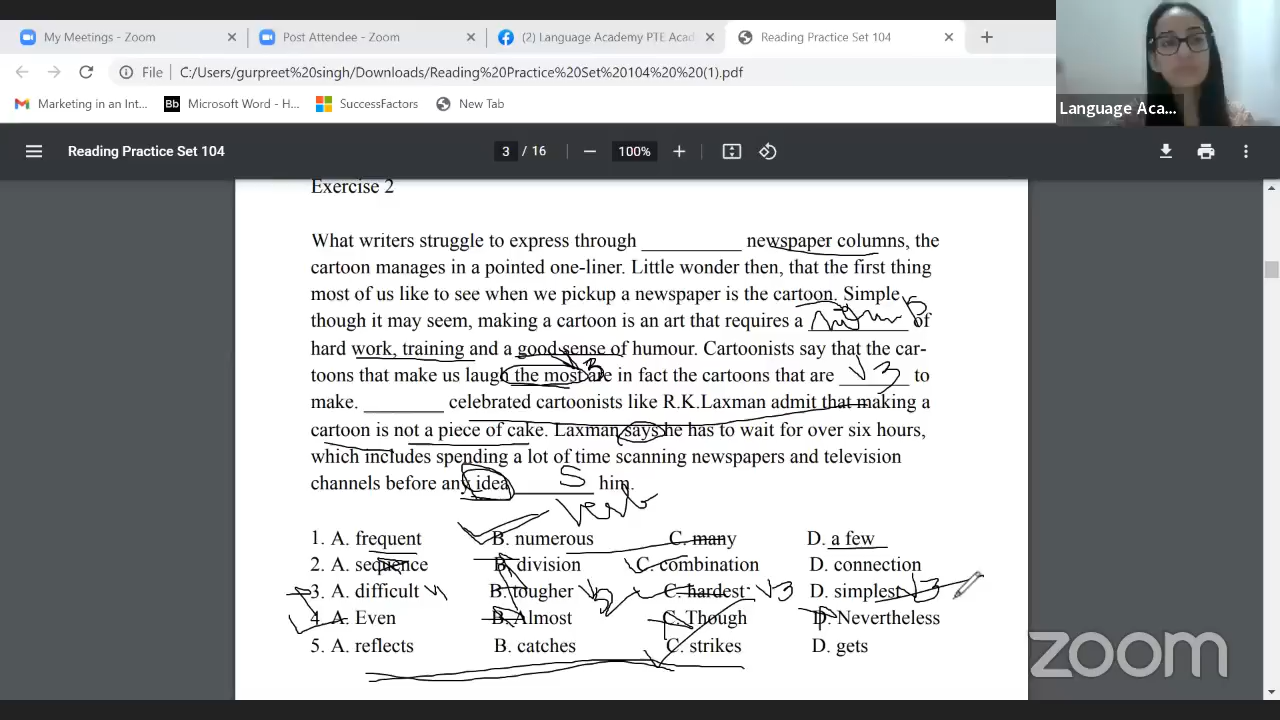 My Meetings - Zoom
Post Attendee - Zoom
(2) Language Academy PTE Acad
Reading Practice Set 104
File C:/Users/gurpreet%20singh/Downloads/Reading%20Practice%20Set%20104%20%20(1).pdf
Marketing in an Int...
Bb Microsoft Word - H...
SuccessFactors
New Tab
Language Aca...
Reading Practice Set 104
3 / 16
100%
Exercise 2
What writers struggle to express through __________ newspaper columns, the
cartoon manages in a pointed one-liner. Little wonder then, that the first thing
most of us like to see when we pickup a newspaper is the cartoon. Simple
though it may seem, making a cartoon is an art that requires a __________ of
hard work, training and a good sense of humour. Cartoonists say that the car-
toons that make us laugh the most are in fact the cartoons that are _______ to
V3
V3
make. ________ celebrated cartoonists like R.K.Laxman admit that making a
cartoon is not a piece of cake. Laxman says he has to wait for over six hours,
which includes spending a lot of time scanning newspapers and television
channels before any idea ________ him.
S
Verb
1. A. frequent B. numerous C. many D. a few
2. A. sequence B. division C. combination D. connection
3. A. difficult V1 B. tougher V2 C. hardest V3 D. simplest V3
4. A. Even B. Almost C. Though D. Nevertheless
5. A. reflects B. catches C. strikes D. gets
zoom